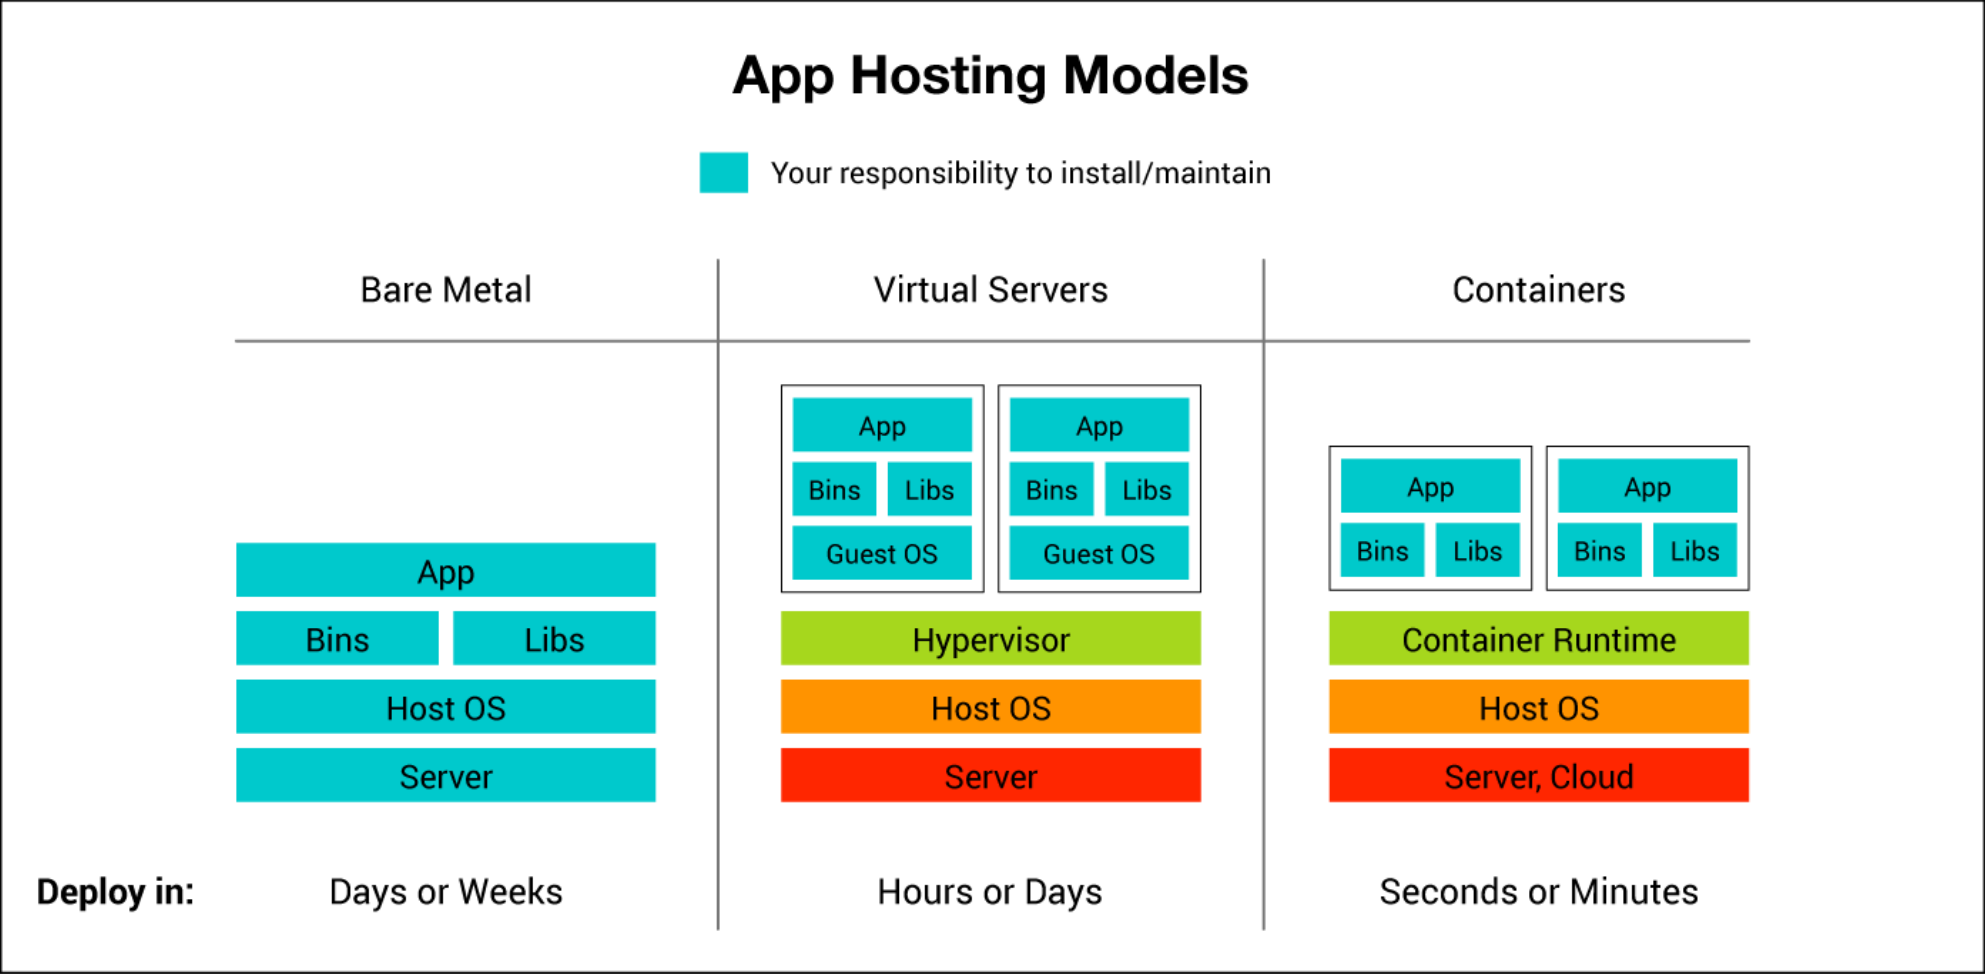 App Hosting Models
Your responsibility to install/maintain
Bare Metal
Virtual Servers
Containers
App
Bins Libs
Host OS
Server
App
Bins Libs
Guest OS
App
Bins Libs
Guest OS
Hypervisor
Host OS
Server
App
Bins Libs
App
Bins Libs
Container Runtime
Host OS
Server, Cloud
Deploy in:
Days or Weeks
Hours or Days
Seconds or Minutes